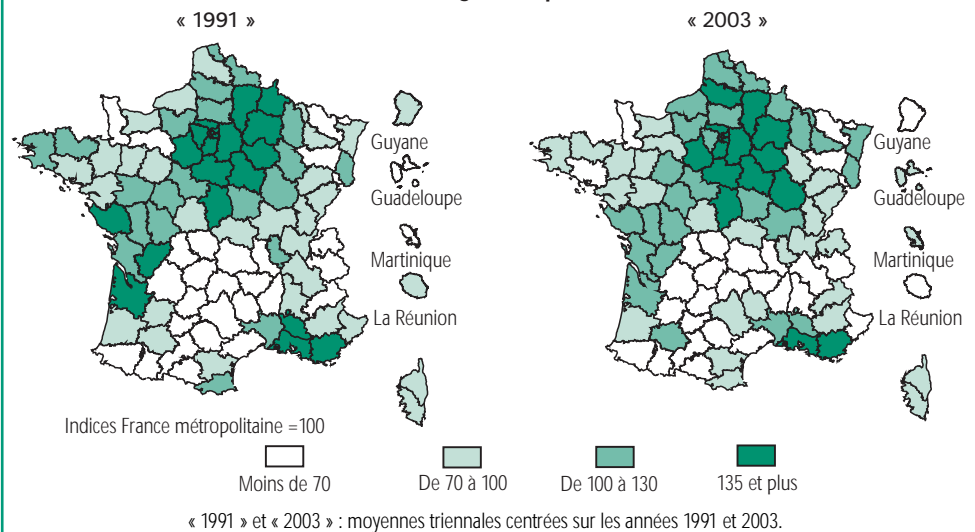 « 1991 »
« 2003 »
Guyane
Guadeloupe
Martinique
La Réunion
Guyane
Guadeloupe
Martinique
La Réunion
Indices France métropolitaine =100
Moins de 70
De 70 à 100
De 100 à 130
135 et plus
« 1991 » et « 2003 » : moyennes triennales centrées sur les années 1991 et 2003.